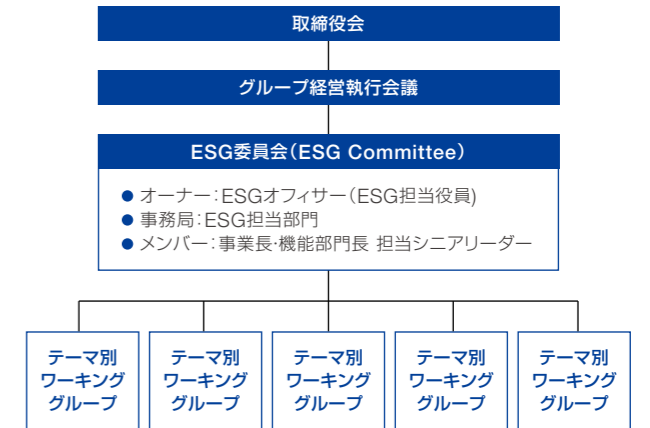 取締役会
グループ経営執行会議
ESG委員会(ESG Committee)
● オーナー:ESGオフィサー(ESG担当役員)
● 事務局:ESG担当部門
● メンバー:事業長・機能部門長 担当シニアリーダー
テーマ別
ワーキング
グループ
テーマ別
ワーキング
グループ
テーマ別
ワーキング
グループ
テーマ別
ワーキング
グループ
テーマ別
ワーキング
グループ